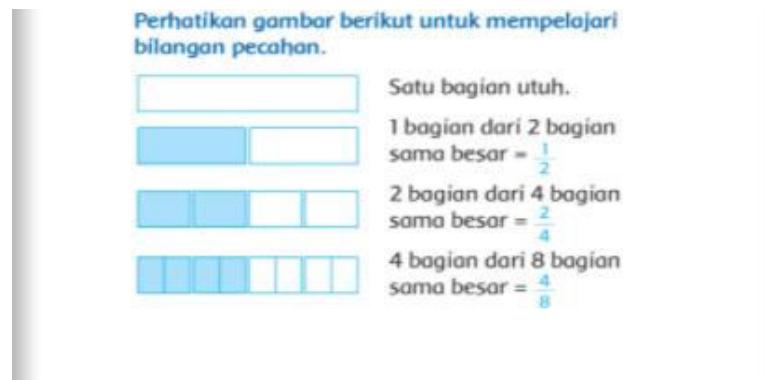 Perhatikan gambar berikut untuk mempelajari
bilangan pecahan.
Satu bagian utuh.
1 bagian dari 2 bagian
sama besar = 1/2
2 bagian dari 4 bagian
sama besar = 2/4
4 bagian dari 8 bagian
sama besar = 4/8